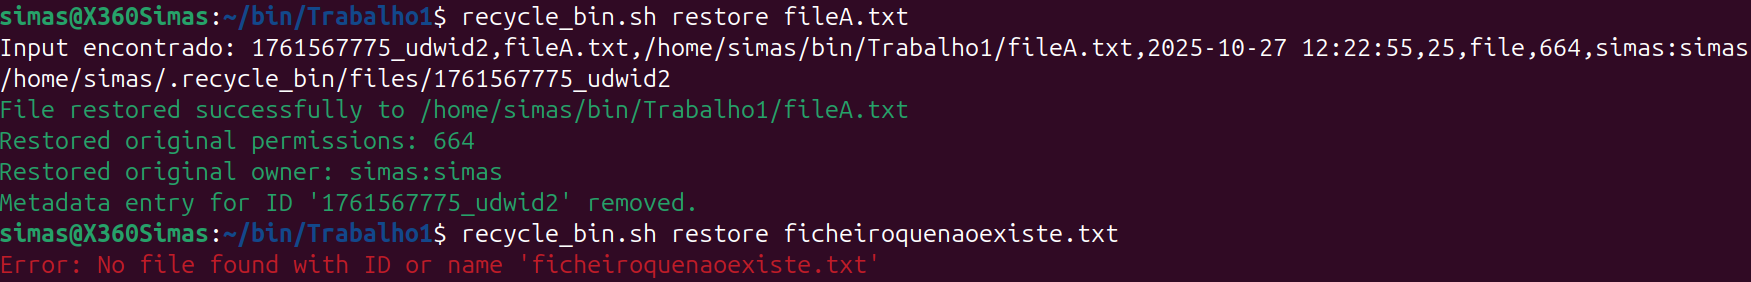 simas@X360Simas:~/bin/Trabalho1$ recycle_bin.sh restore fileA.txt
Input encontrado: 1761567775_udwid2,fileA.txt,/home/simas/bin/Trabalho1/fileA.txt,2025-10-27 12:22:55,25,file,664,simas:simas
/home/simas/.recycle_bin/files/1761567775_udwid2
File restored successfully to /home/simas/bin/Trabalho1/fileA.txt
Restored original permissions: 664
Restored original owner: simas:simas
Metadata entry for ID '1761567775_udwid2' removed.
simas@X360Simas:~/bin/Trabalho1$ recycle_bin.sh restore ficheiroquenaoexiste.txt
Error: No file found with ID or name 'ficheiroquenaoexiste.txt'